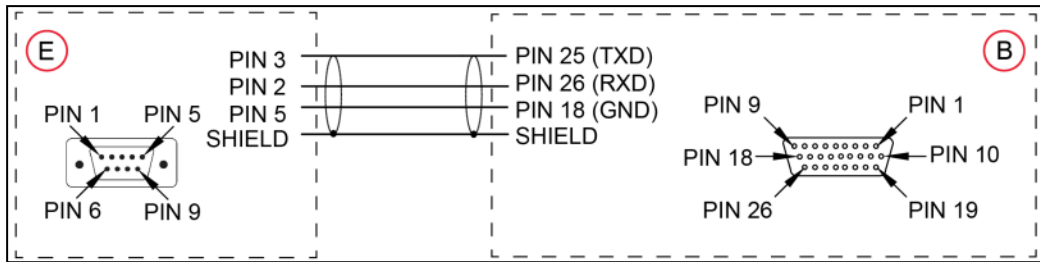 E
PIN 3
PIN 2
PIN 5
SHIELD
PIN 1
PIN 5
PIN 6
PIN 9
PIN 25 (TXD)
PIN 26 (RXD)
PIN 18 (GND)
SHIELD
B
PIN 9
PIN 1
PIN 18
PIN 10
PIN 26
PIN 19